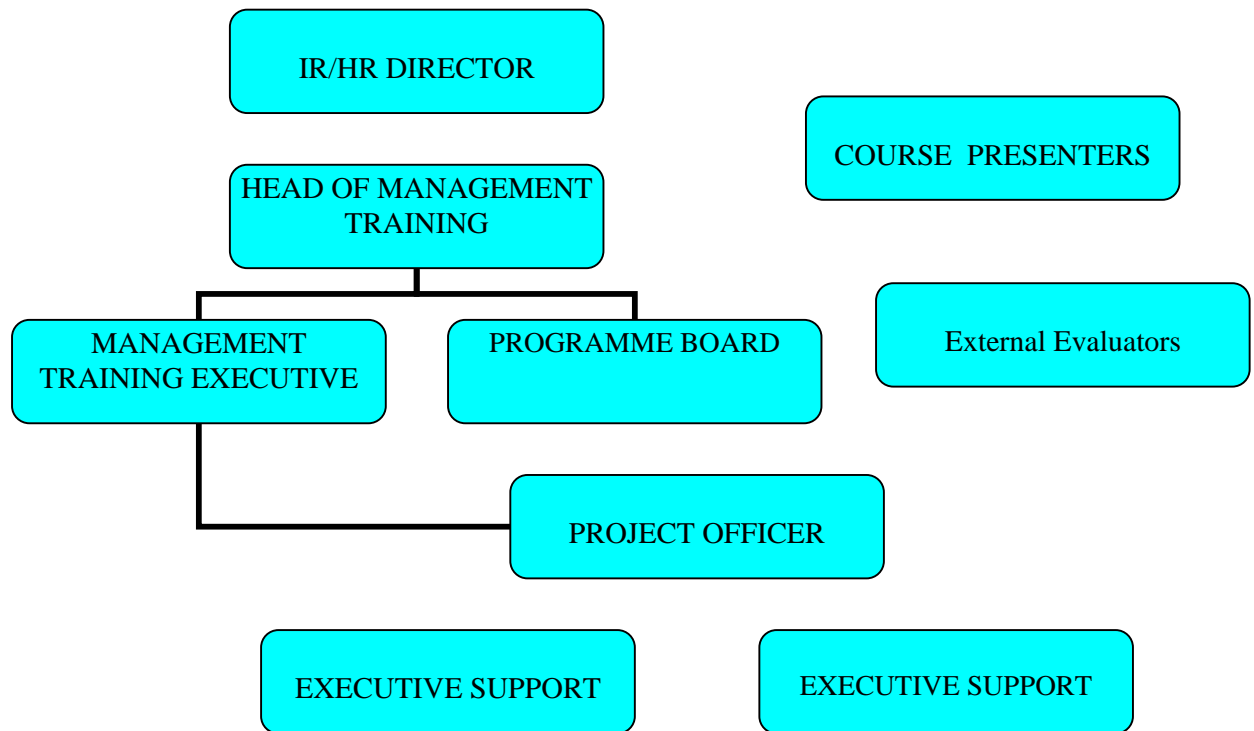 IR/HR DIRECTOR
COURSE PRESENTERS
HEAD OF MANAGEMENT
TRAINING
External Evaluators
MANAGEMENT
TRAINING EXECUTIVE
PROGRAMME BOARD
PROJECT OFFICER
EXECUTIVE SUPPORT
EXECUTIVE SUPPORT